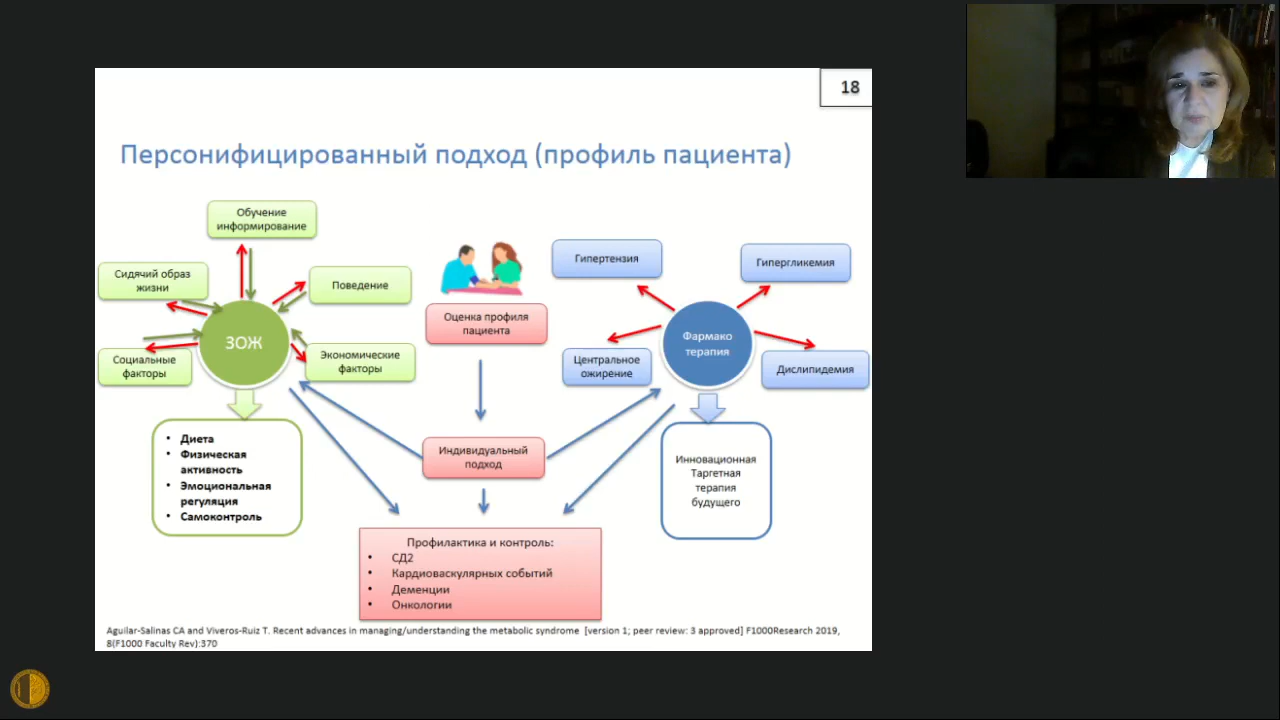 18
Персонифицированный подход (профиль пациента)
Обучение
информирование
Сидячий образ
жизни
Поведение
ЗОЖ
Социальные
факторы
Экономические
факторы
Диета
Физическая
активность
Эмоциональная
регуляция
Самоконтроль
Оценка профиля
пациента
Индивидуальный
подход
Гипертензия
Гипергликемия
Фармако
терапия
Центральное
ожирение
Дислипидемия
Инновационная
Таргетная
терапия
будущего
Профилактика и контроль:
СД2
Кардиоваскулярных событий
Деменции
Онкологии
Aguilar-Salinas CA and Viveros-Ruiz T. Recent advances in managing/understanding the metabolic syndrome [version 1; peer review: 3 approved] F1000Research 2019,
8(F1000 Faculty Rev):370